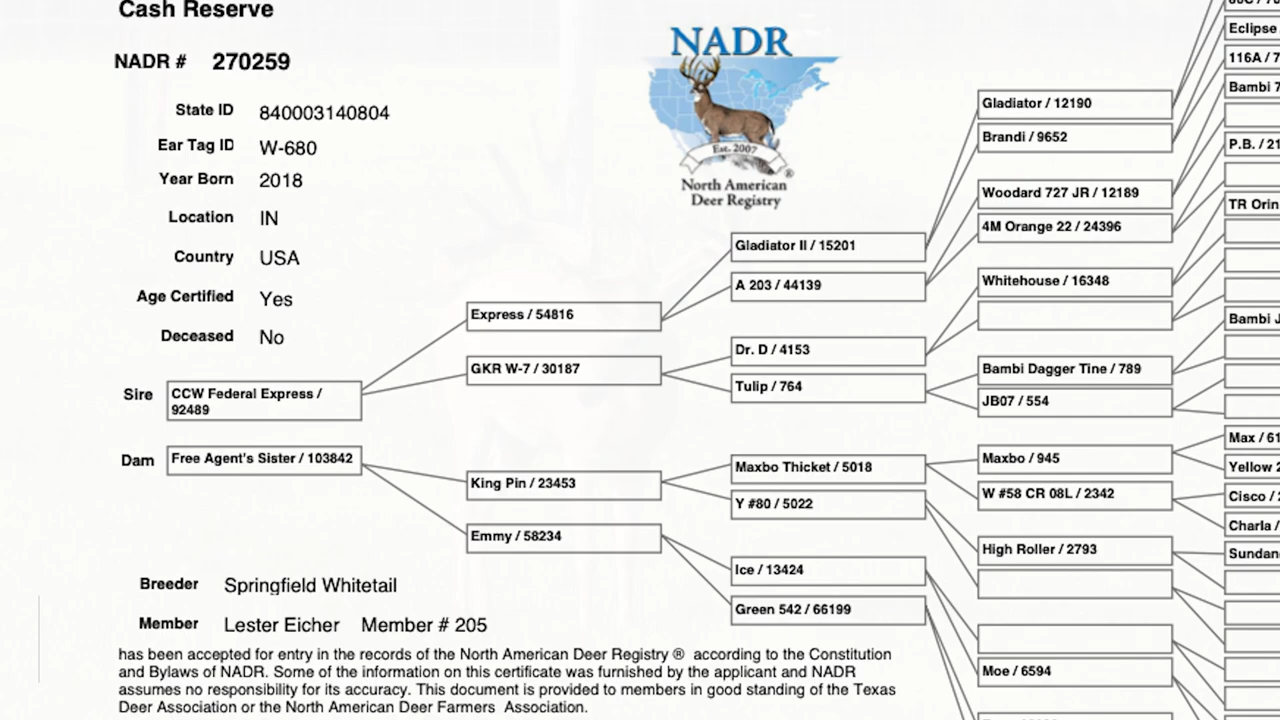 Cash Reserve
NADR # 270259
State ID 840003140804
Ear Tag ID W-680
Year Born 2018
Location IN
Country USA
Age Certified Yes
Deceased No
Sire CCW Federal Express /
92489
Dam Free Agent's Sister / 103842
Breeder Springfield Whitetail
Member Lester Eicher Member # 205
has been accepted for entry in the records of the North American Deer Registry ® according to the Constitution
and Bylaws of NADR. Some of the information on this certificate was furnished by the applicant and NADR
assumes no responsibility for its accuracy. This document is provided to members in good standing of the Texas
Deer Association or the North American Deer Farmers Association.
NADR
Est. 2007
®
North American
Deer Registry
Express / 54816
GKR W-7 / 30187
King Pin / 23453
Emmy / 58234
Gladiator II / 15201
A 203 / 44139
Dr. D / 4153
Tulip / 764
Maxbo Thicket / 5018
Y #80 / 5022
Ice / 13424
Green 542 / 66199
Gladiator / 12190
Brandi / 9652
Woodard 727 JR / 12189
4M Orange 22 / 24396
Whitehouse / 16348
Bambi Dagger Tine / 789
JB07 / 554
Maxbo / 945
W #58 CR 08L / 2342
High Roller / 2793
Moe / 6594
Eclipse
116A / 7
Bambi 7
P.B. / 21
TR Orin
Bambi J
Max / 61
Yellow 2
Cisco / 2
Charla /
Sundan